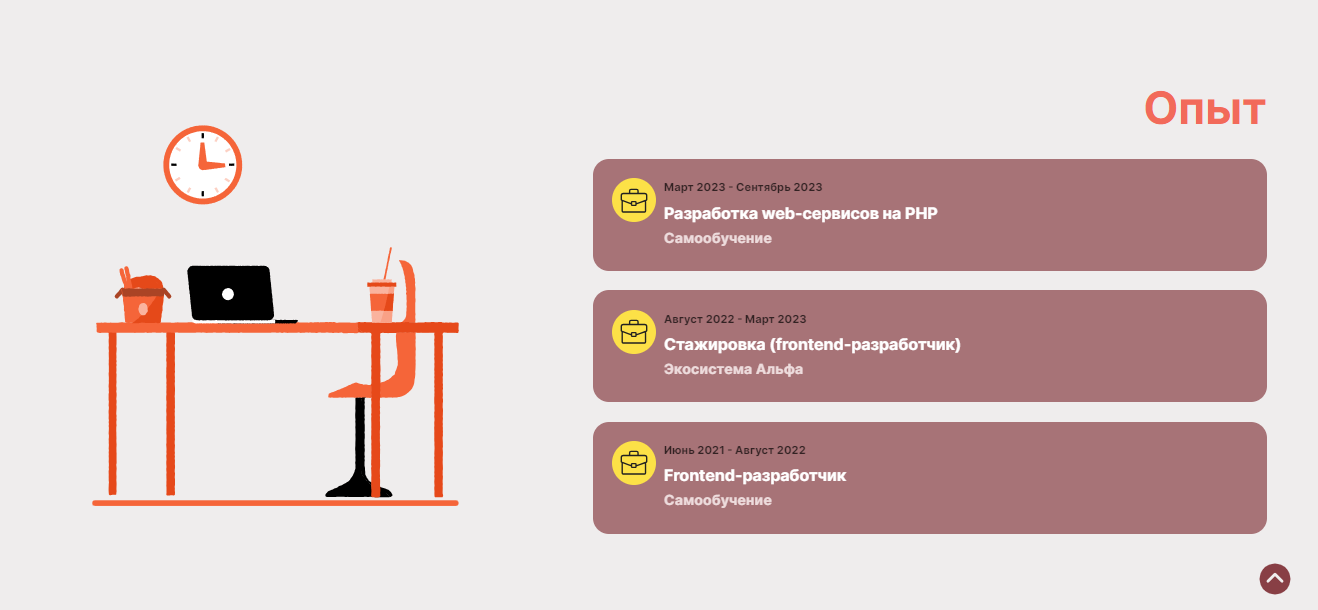 Опыт
Март 2023 - Сентябрь 2023
Разработка web-сервисов на PHP
Самообучение
Август 2022 - Март 2023
Стажировка (frontend-разработчик)
Экосистема Альфа
Июнь 2021 - Август 2022
Frontend-разработчик
Самообучение